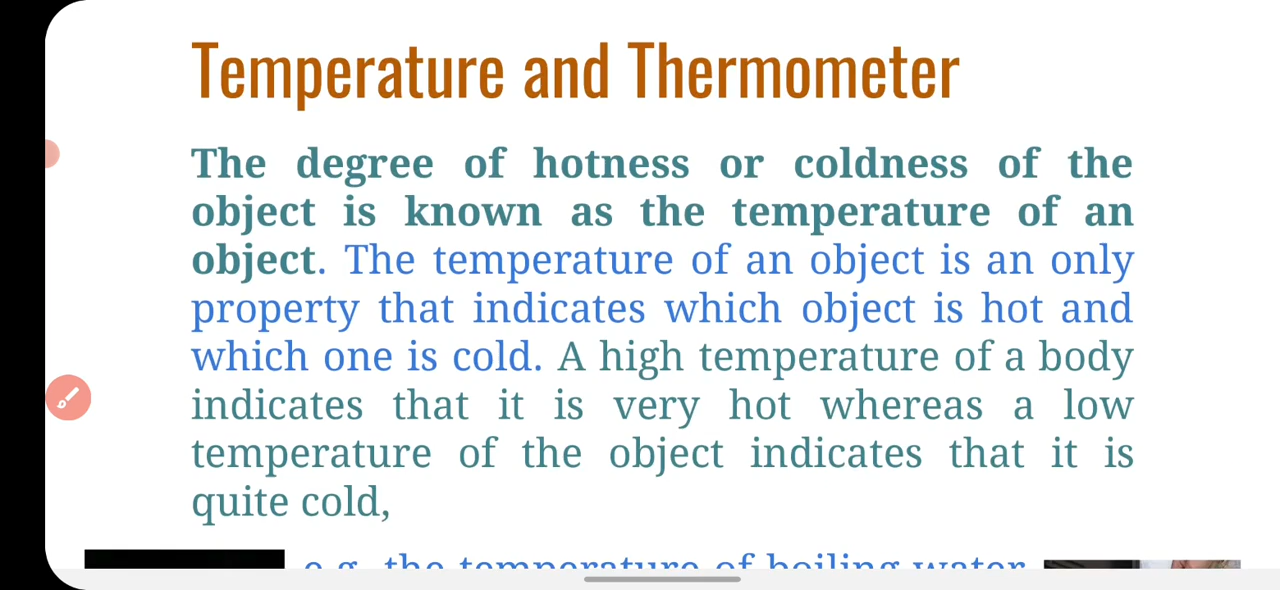 Temperature and Thermometer
The degree of hotness or coldness of the
object is known as the temperature of an
object. The temperature of an object is an only
property that indicates which object is hot and
which one is cold. A high temperature of a body
indicates that it is very hot whereas a low
temperature of the object indicates that it is
quite cold,
e.g. the temperature of boiling water